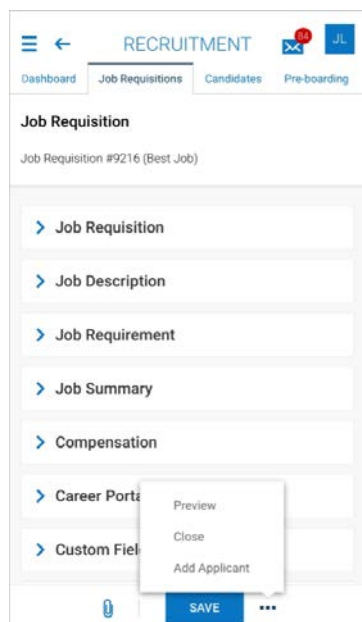 RECRUITMENT
84
JL
Dashboard Job Requisitions Candidates Pre-boarding
Job Requisition
Job Requisition #9216 (Best Job)
Job Requisition
Job Description
Job Requirement
Job Summary
Compensation
Career Porta
Custom Fiel
Preview
Close
Add Applicant
SAVE